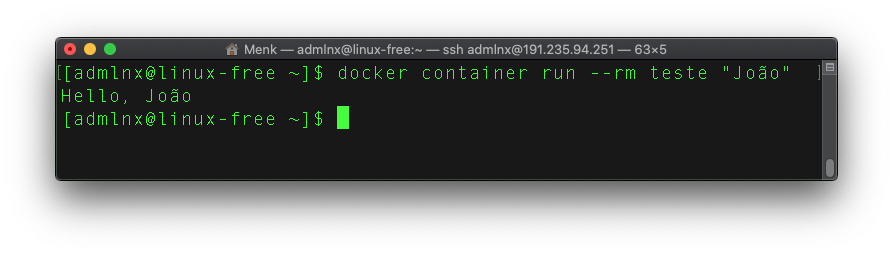 Menk — admlnx@linux-free:~ — ssh admlnx@191.235.94.251 — 63×5
[[admlnx@linux-free ~]$ docker container run --rm teste "João" ]
Hello, João
[admlnx@linux-free ~]$